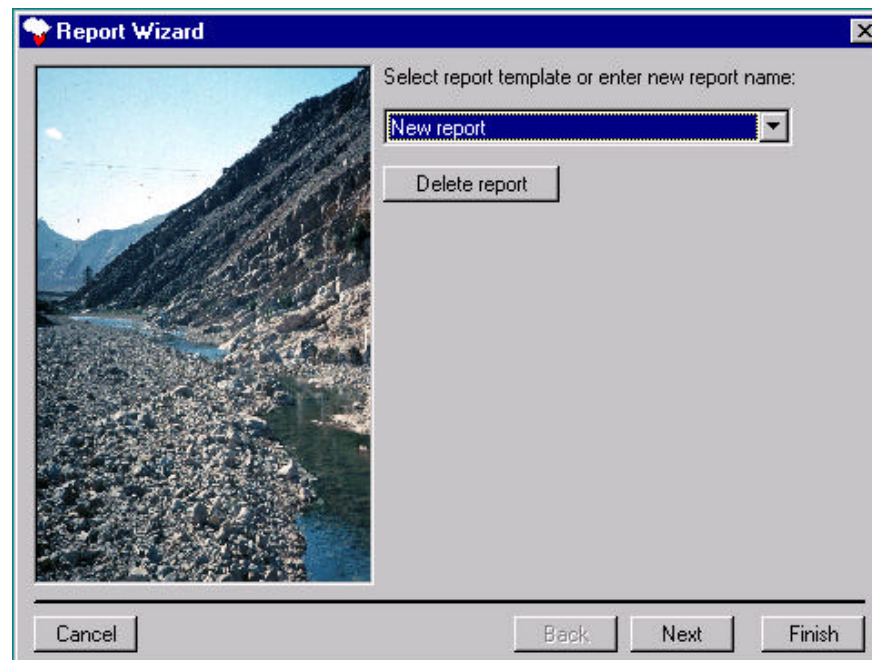 Report Wizard
Select report template or enter new report name:
New report
Delete report
Cancel
Back
Next
Finish